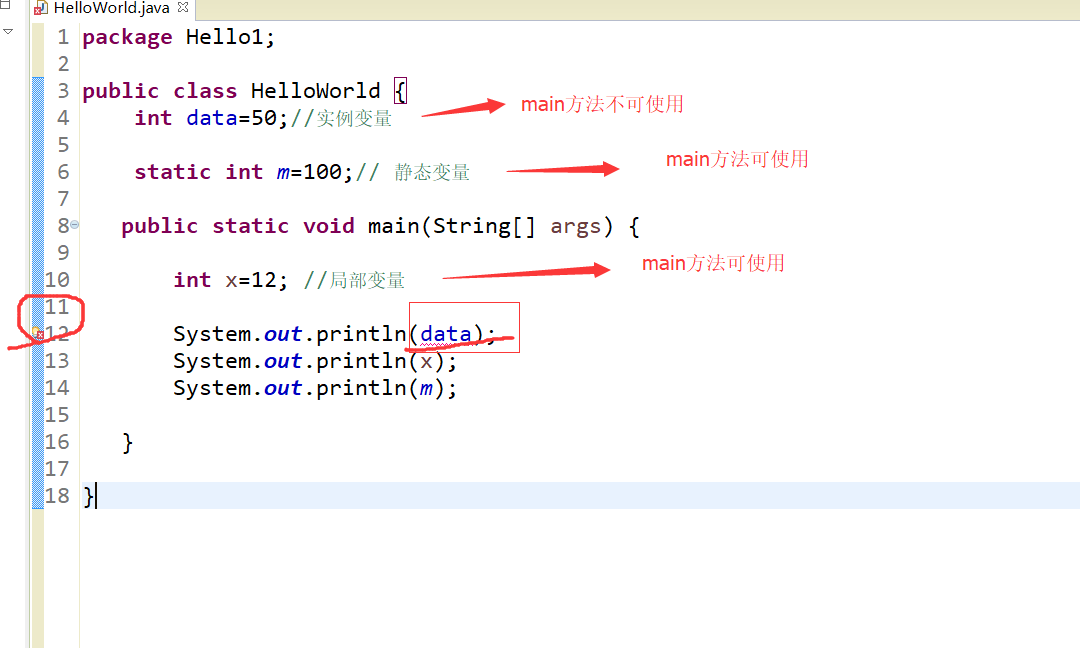 HelloWorld.java
1 package Hello1;
2
3 public class HelloWorld {
4 int data=50;//实例变量 main方法不可使用
5
6 static int m=100;// 静态变量 main方法可使用
7
8 public static void main(String[] args) {
9
10 int x=12; //局部变量 main方法可使用
11
12 System.out.println(data);
13 System.out.println(x);
14 System.out.println(m);
15
16 }
17
18 }